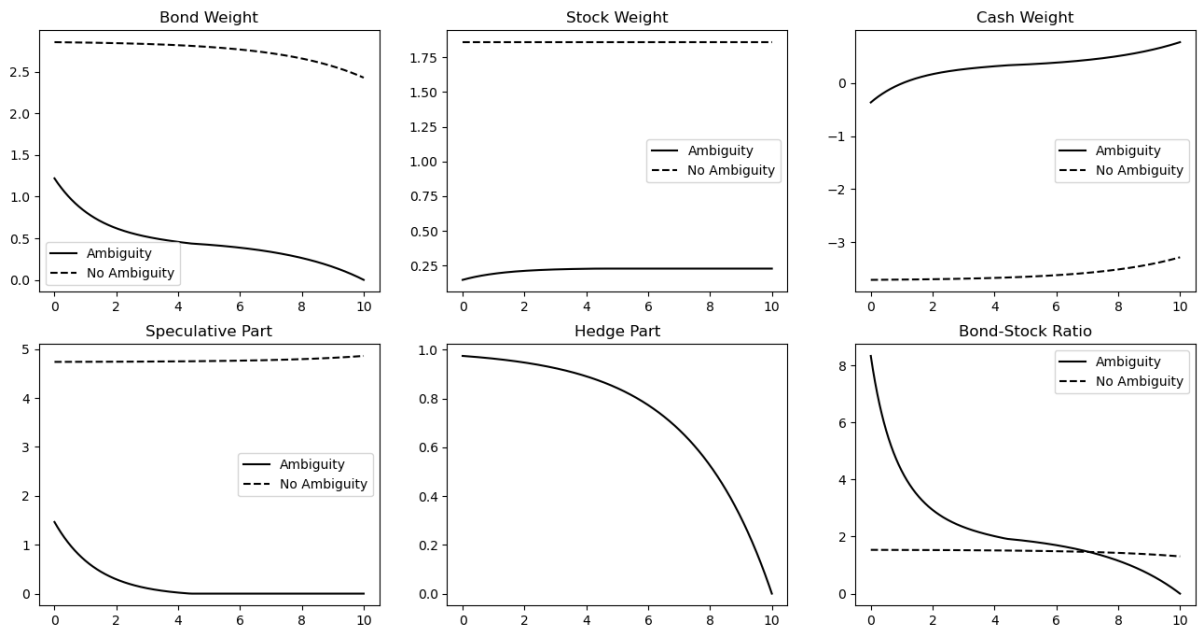 Bond Weight
2.5
2.0
1.5
1.0
0.5
0.0
Ambiguity
No Ambiguity
0 2 4 6 8 10
Stock Weight
1.75
1.50
1.25
1.00
0.75
0.50
0.25
Ambiguity
No Ambiguity
0 2 4 6 8 10
Cash Weight
0
−1
−2
−3
Ambiguity
No Ambiguity
0 2 4 6 8 10
Speculative Part
5
4
3
2
1
0
Ambiguity
No Ambiguity
0 2 4 6 8 10
Hedge Part
1.0
0.8
0.6
0.4
0.2
0.0
0 2 4 6 8 10
Bond-Stock Ratio
8
6
4
2
0
Ambiguity
No Ambiguity
0 2 4 6 8 10